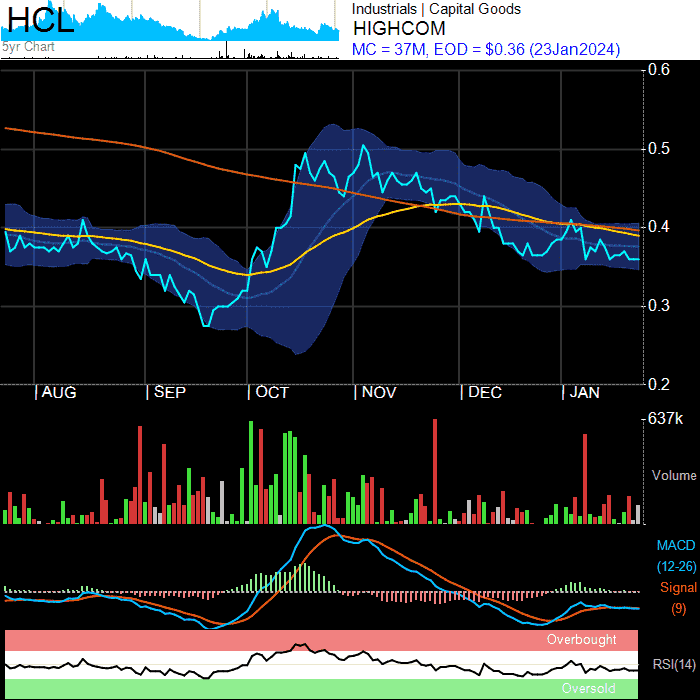 HCL
5yr Chart
Industrials | Capital Goods
HIGHCOM
MC = 37M, EOD = $0.36 (23Jan2024)
0.6
0.5
0.4
0.3
0.2
| AUG | SEP | OCT | NOV | DEC | JAN
637k
Volume
MACD
(12-26)
Signal
(9)
Overbought
RSI(14)
Oversold